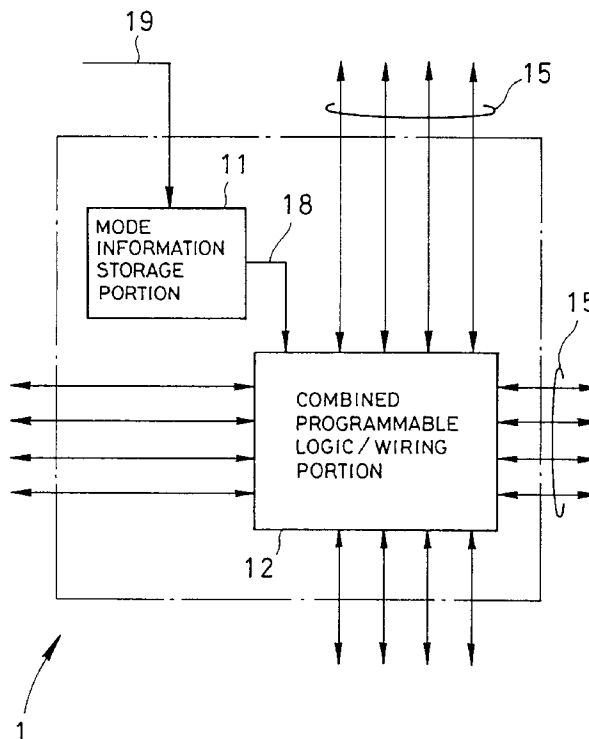 19
15
11
18
MODE
INFORMATION
STORAGE
PORTION
15
COMBINED
PROGRAMMABLE
LOGIC/WIRING
PORTION
12
1